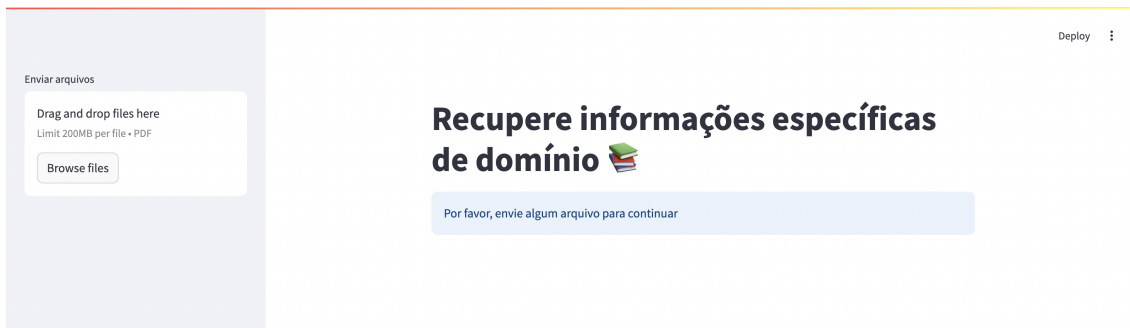 Deploy
Enviar arquivos
Drag and drop files here
Limit 200MB per file • PDF
Browse files
Recupere informações específicas
de domínio 📚
Por favor, envie algum arquivo para continuar